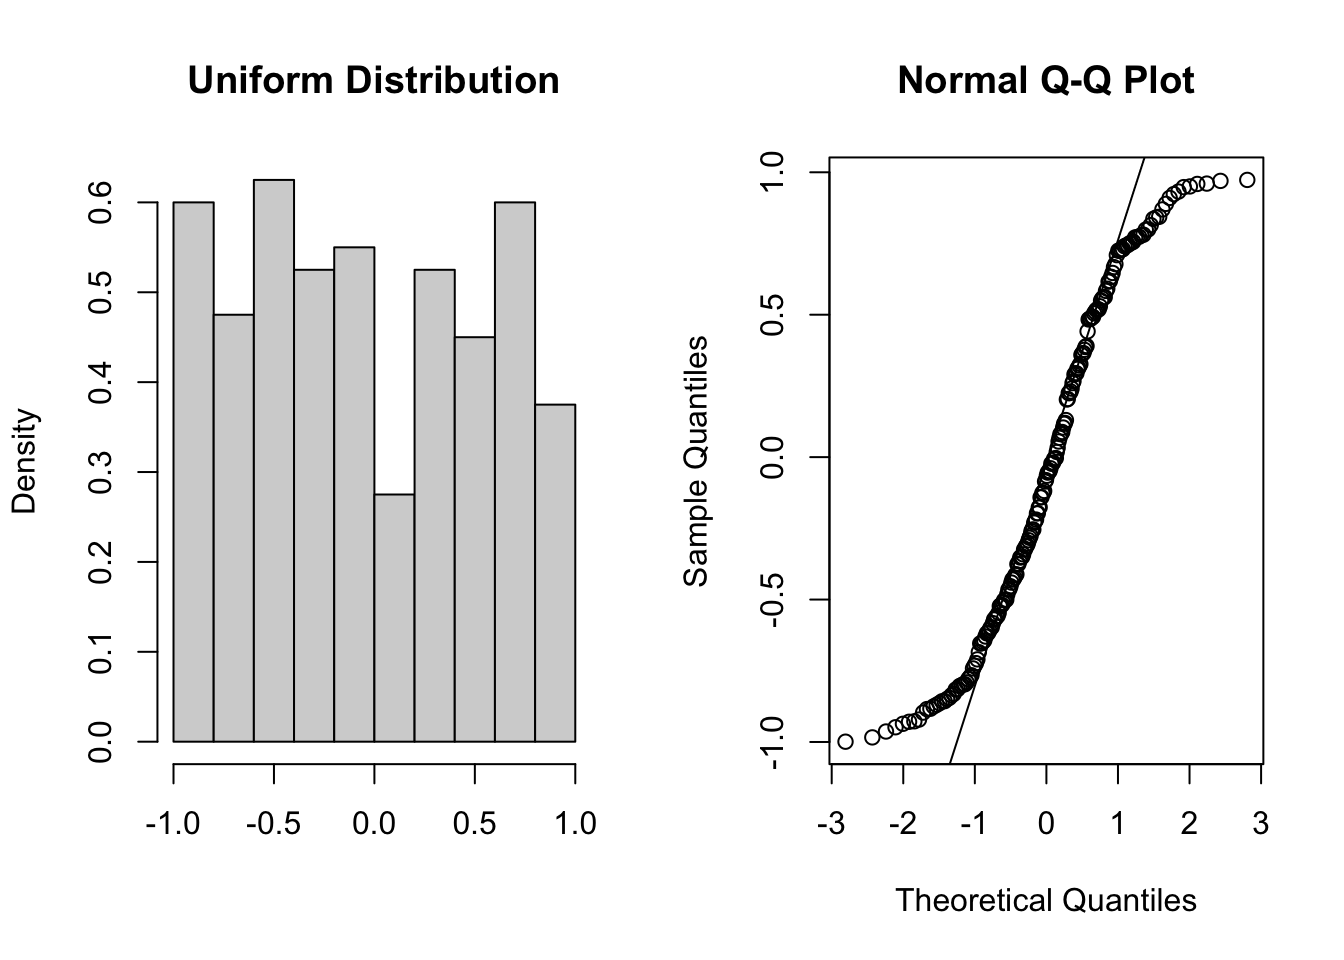 Uniform Distribution
Density
0.0 0.1 0.2 0.3 0.4 0.5 0.6
-1.0 -0.5 0.0 0.5 1.0
Normal Q-Q Plot
Sample Quantiles
-1.0 -0.5 0.0 0.5 1.0
-3 -2 -1 0 1 2 3
Theoretical Quantiles